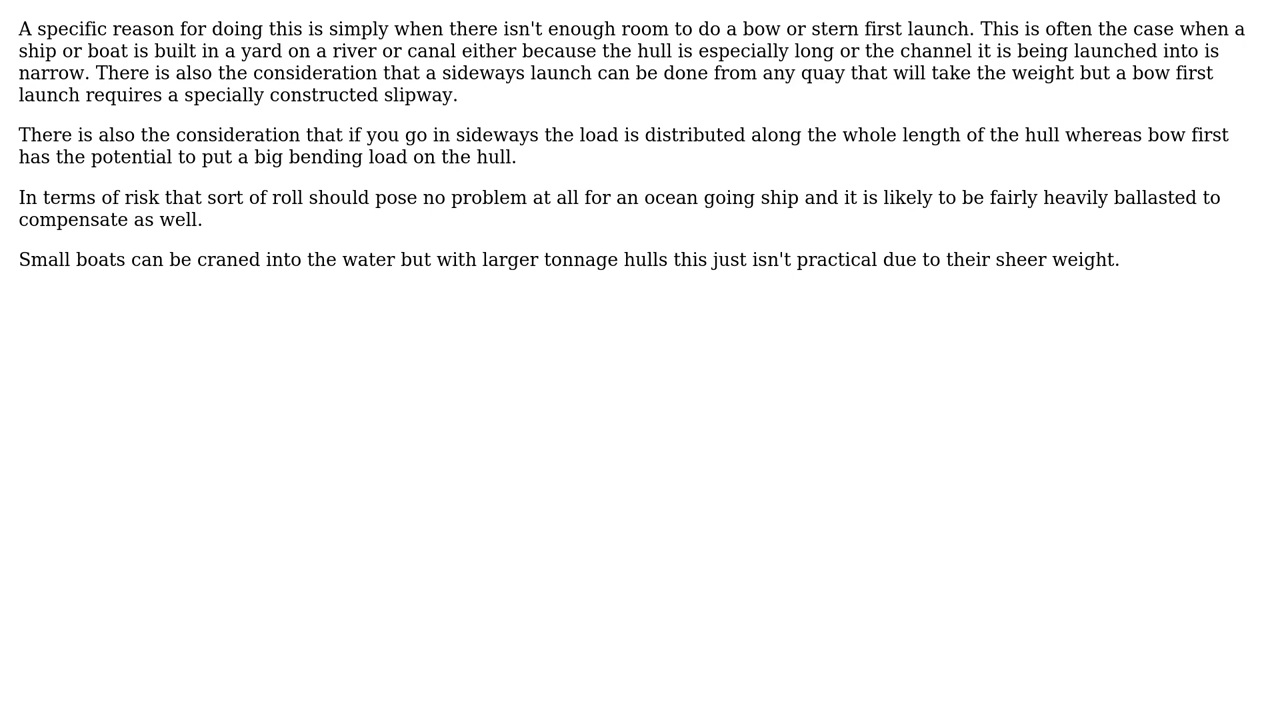 A specific reason for doing this is simply when there isn't enough room to do a bow or stern first launch. This is often the case when a
ship or boat is built in a yard on a river or canal either because the hull is especially long or the channel it is being launched into is
narrow. There is also the consideration that a sideways launch can be done from any quay that will take the weight but a bow first
launch requires a specially constructed slipway.
There is also the consideration that if you go in sideways the load is distributed along the whole length of the hull whereas bow first
has the potential to put a big bending load on the hull.
In terms of risk that sort of roll should pose no problem at all for an ocean going ship and it is likely to be fairly heavily ballasted to
compensate as well.
Small boats can be craned into the water but with larger tonnage hulls this just isn't practical due to their sheer weight.